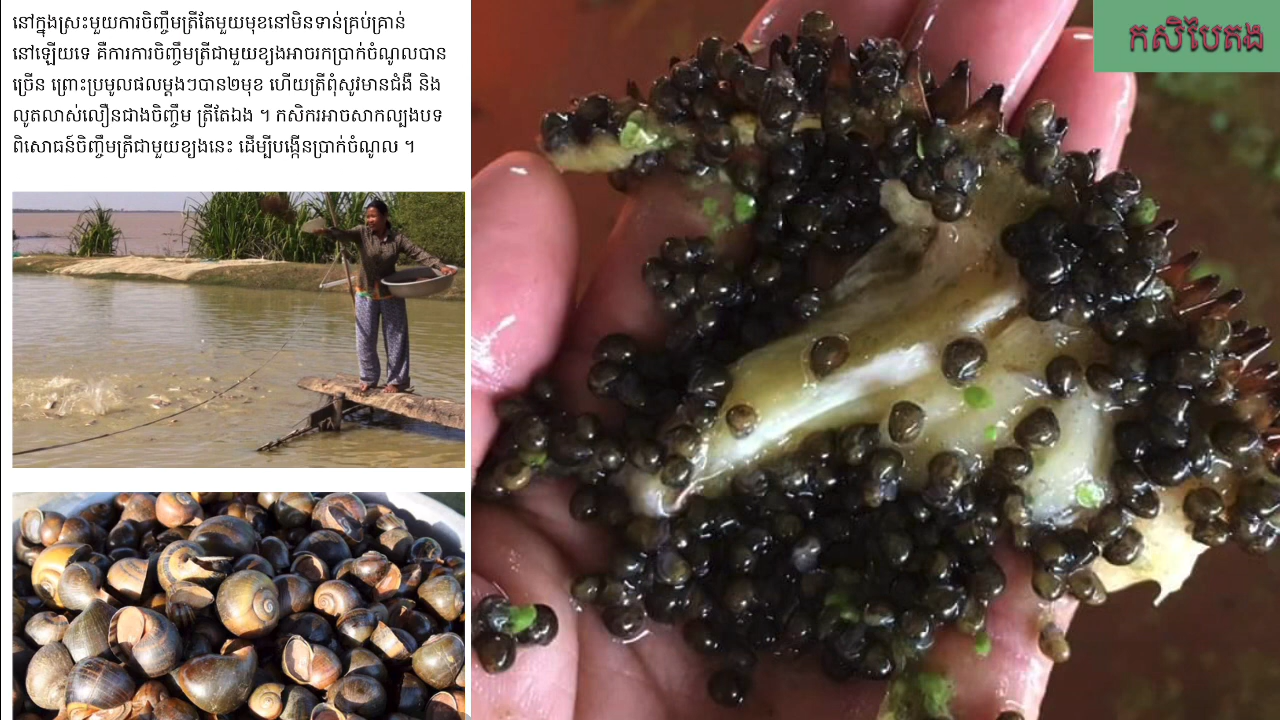 នៅក្នុងស្រះមួយការចិញ្ចឹមត្រីតែមួយមុខនៅមិនទាន់គ្រប់គ្រាន់
នៅឡើយទេ គឺការការចិញ្ចឹមត្រីជាមួយខ្យងអាចរកប្រាក់ចំណូលបាន
ច្រើន ព្រោះប្រមូលផលម្តងៗបាន២មុខ ហើយត្រីពុំសូវមានជំងឺ និង
លូតលាស់លឿនជាងចិញ្ចឹម ត្រីតែឯង ។ កសិករអាចសាកល្បងបទ
ពិសោធន៍ចិញ្ចឹមត្រីជាមួយខ្យងនេះ ដើម្បីបង្កើនប្រាក់ចំណូល ។
កសិបៃតង